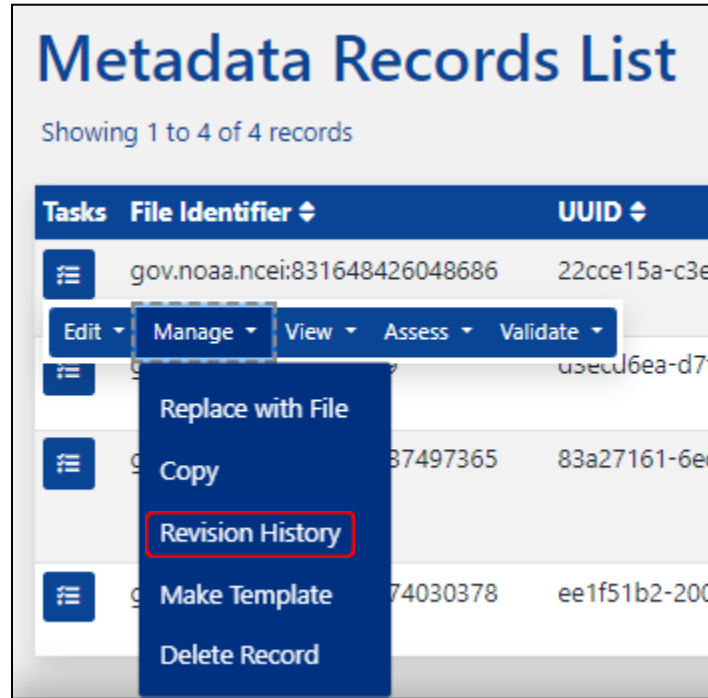 Metadata Records List
Showing 1 to 4 of 4 records
Tasks File Identifier UUID
gov.noaa.ncei:831648426048686 22cce15a-c3e
Edit Manage View Assess Validate
d3ecd6ea-d7
Replace with File
37497365 83a27161-6e
Copy
Revision History
Make Template
74030378 ee1f51b2-200
Delete Record